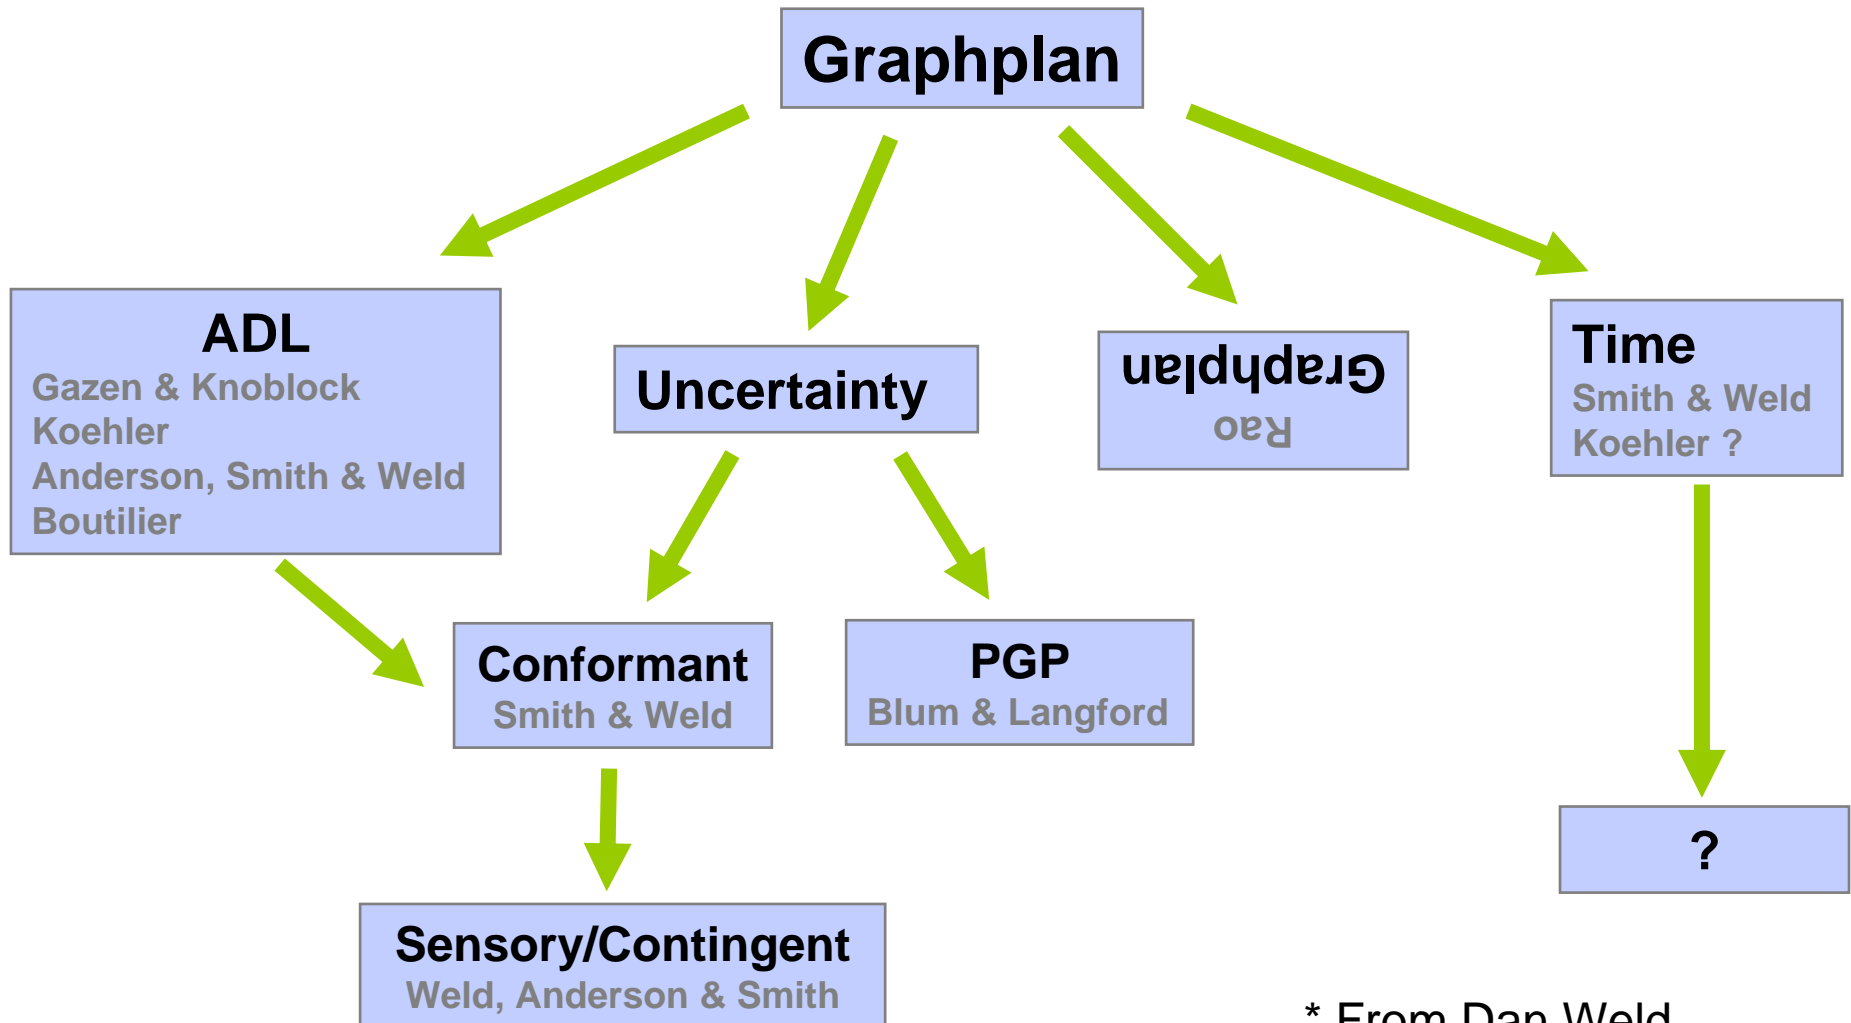 Graphplan
ADL
Gazen & Knoblock
Koehler
Anderson, Smith & Weld
Boutilier
Uncertainty
Graphplan
Rao
Time
Smith & Weld
Koehler ?
Conformant
Smith & Weld
PGP
Blum & Langford
?
Sensory/Contingent
Weld, Anderson & Smith
* From Dan Weld